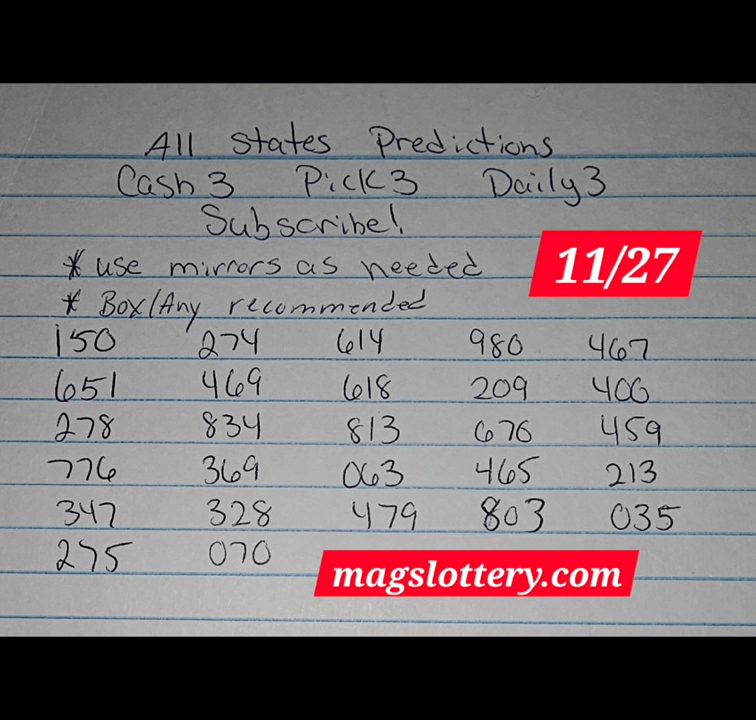 All States Predictions
Cash 3 Pick 3 Daily 3
Subscribe!
* use mirrors as needed
11/27
* Box/Any recommended
150 274 614 980 467
651 469 618 209 406
278 834 813 676 459
776 369 063 465 213
347 328 479 803 035
275 070
magslottery.com